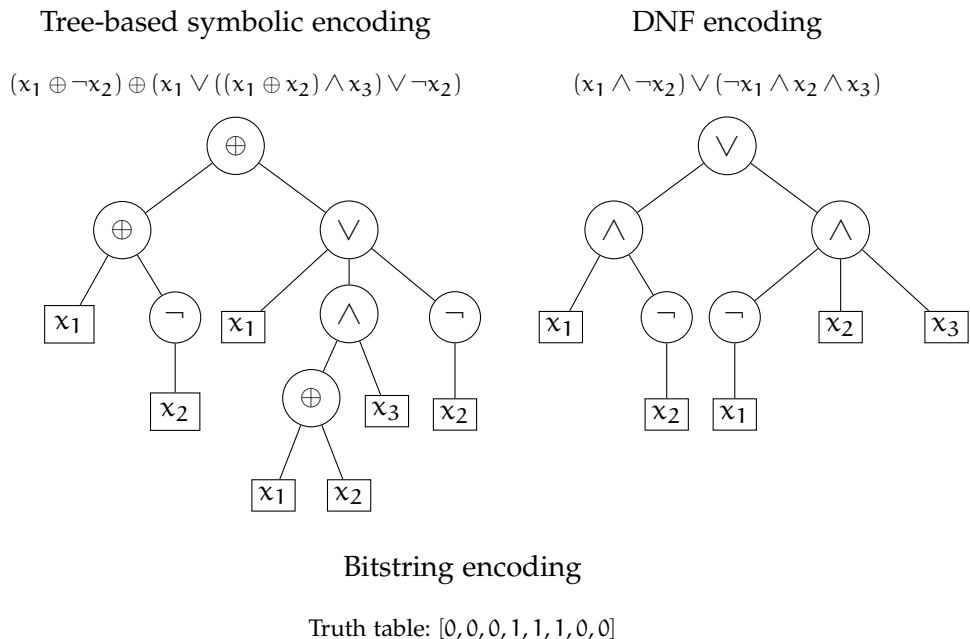 Tree-based symbolic encoding
DNF encoding
(x₁ ⊕ ¬x₂) ⊕ (x₁ ∨ ((x₁ ⊕ x₂) ∧ x₃) ∨ ¬x₂)
(x₁ ∧ ¬x₂) ∨ (¬x₁ ∧ x₂ ∧ x₃)
⊕
∨
⊕
∨
∧
∧
x₁
¬
x₁
∧
¬
x₁
¬
¬
x₂
x₃
x₂
⊕
x₃
x₂
x₂
x₁
x₁
x₂
Bitstring encoding
Truth table: [0, 0, 0, 1, 1, 1, 0, 0]